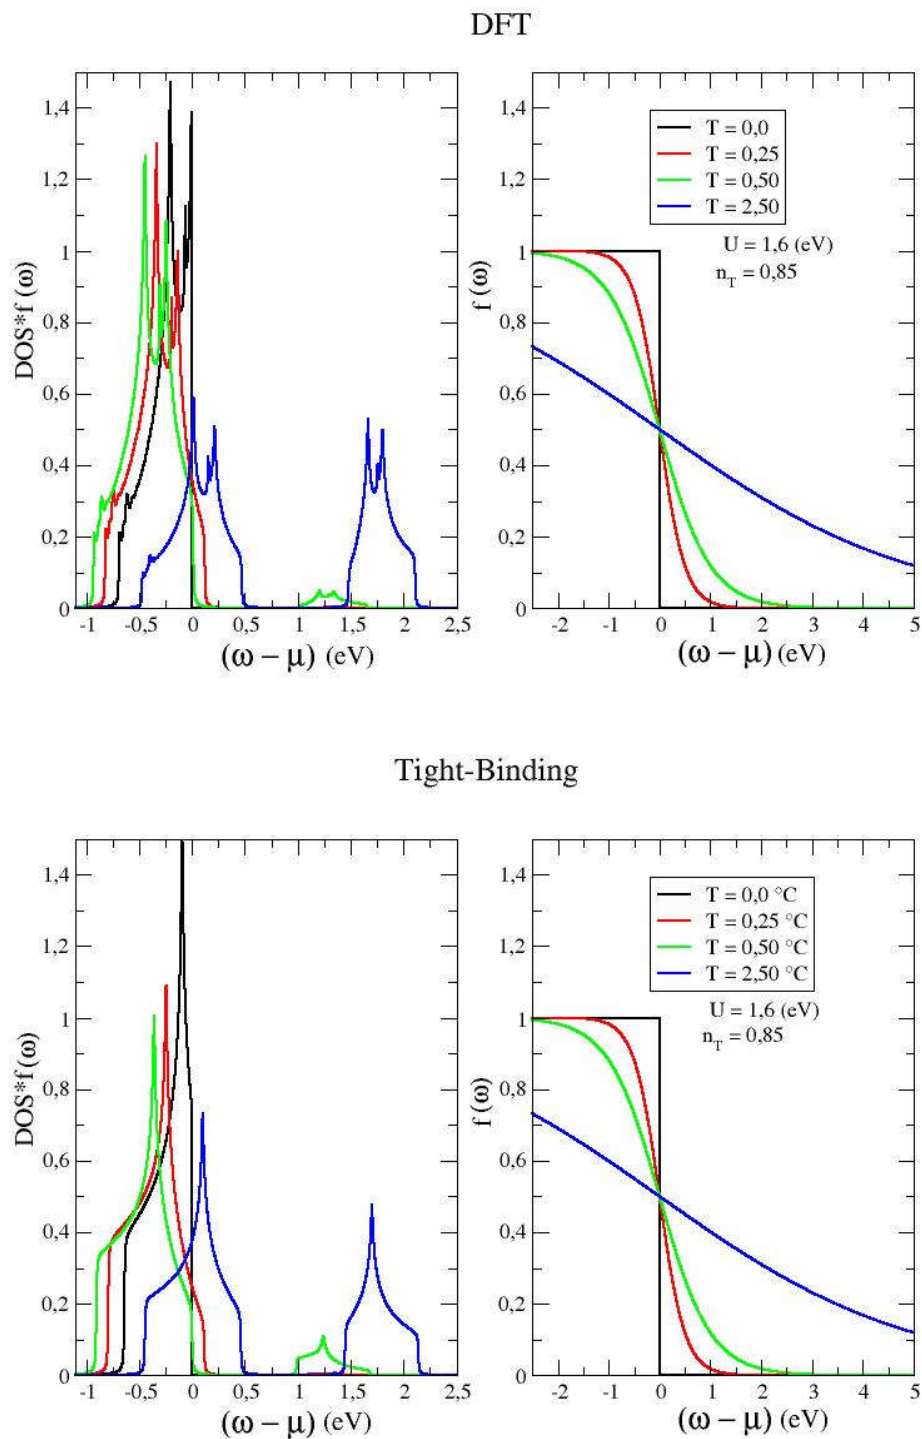 DFT
1,4
1,2
1
0,8
0,6
0,4
0,2
0
DOS*f (ω)
-1 -0,5 0 0,5 1 1,5 2 2,5
(ω − μ) (eV)
1,4
1,2
1
0,8
0,6
0,4
0,2
0
f (ω)
T = 0,0
T = 0,25
T = 0,50
T = 2,50
U = 1,6 (eV)
n_T = 0,85
-2 -1 0 1 2 3 4 5
(ω − μ) (eV)
Tight-Binding
1,4
1,2
1
0,8
0,6
0,4
0,2
0
DOS*f (ω)
-1 -0,5 0 0,5 1 1,5 2 2,5
(ω − μ) (eV)
1,4
1,2
1
0,8
0,6
0,4
0,2
0
f (ω)
T = 0,0 °C
T = 0,25 °C
T = 0,50 °C
T = 2,50 °C
U = 1,6 (eV)
n_T = 0,85
-2 -1 0 1 2 3 4 5
(ω − μ) (eV)